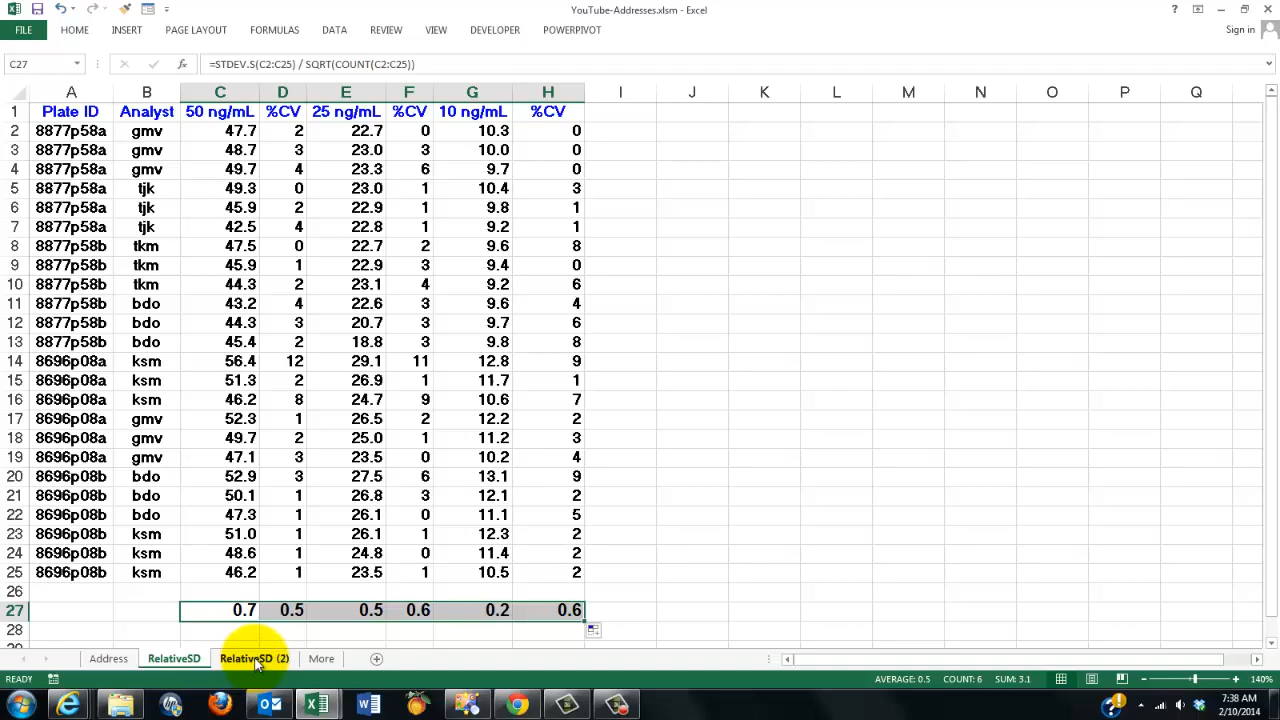 YouTube-Addresses.xlsm - Excel
FILE HOME INSERT PAGE LAYOUT FORMULAS DATA REVIEW VIEW DEVELOPER POWERPIVOT Sign in
C27 fx =STDEV.S(C2:C25) / SQRT(COUNT(C2:C25))
A B C D E F G H I J K L M N O P Q
1 Plate ID Analyst 50 ng/mL %CV 25 ng/mL %CV 10 ng/mL %CV
2 8877p58a gmv 47.7 2 22.7 0 10.3 0
3 8877p58a gmv 48.7 3 23.0 3 10.0 0
4 8877p58a gmv 49.7 4 23.3 6 9.7 0
5 8877p58a tjk 49.3 0 23.0 1 10.4 3
6 8877p58a tjk 45.9 2 22.9 1 9.8 1
7 8877p58a tjk 42.5 4 22.8 1 9.2 1
8 8877p58b tkm 47.5 0 22.7 2 9.6 8
9 8877p58b tkm 45.9 1 22.9 3 9.4 0
10 8877p58b tkm 44.3 2 23.1 4 9.2 6
11 8877p58b bdo 43.2 4 22.6 3 9.6 4
12 8877p58b bdo 44.3 3 20.7 3 9.7 6
13 8877p58b bdo 45.4 2 18.8 3 9.8 8
14 8696p08a ksm 56.4 12 29.1 11 12.8 9
15 8696p08a ksm 51.3 2 26.9 1 11.7 1
16 8696p08a ksm 46.2 8 24.7 9 10.6 7
17 8696p08a gmv 52.3 1 26.5 2 12.2 2
18 8696p08a gmv 49.7 2 25.0 1 11.2 3
19 8696p08a gmv 47.1 3 23.5 0 10.2 4
20 8696p08b bdo 52.9 3 27.5 6 13.1 9
21 8696p08b bdo 50.1 1 26.8 3 12.1 2
22 8696p08b bdo 47.3 1 26.1 0 11.1 5
23 8696p08b ksm 51.0 1 26.1 1 12.3 2
24 8696p08b ksm 48.6 1 24.8 0 11.4 2
25 8696p08b ksm 46.2 1 23.5 1 10.5 2
26
27 0.7 0.5 0.5 0.6 0.2 0.6
28
Address RelativeSD RelativeSD (2) More
READY AVERAGE: 0.5 COUNT: 6 SUM: 3.1 140%
7:38 AM
2/10/2014